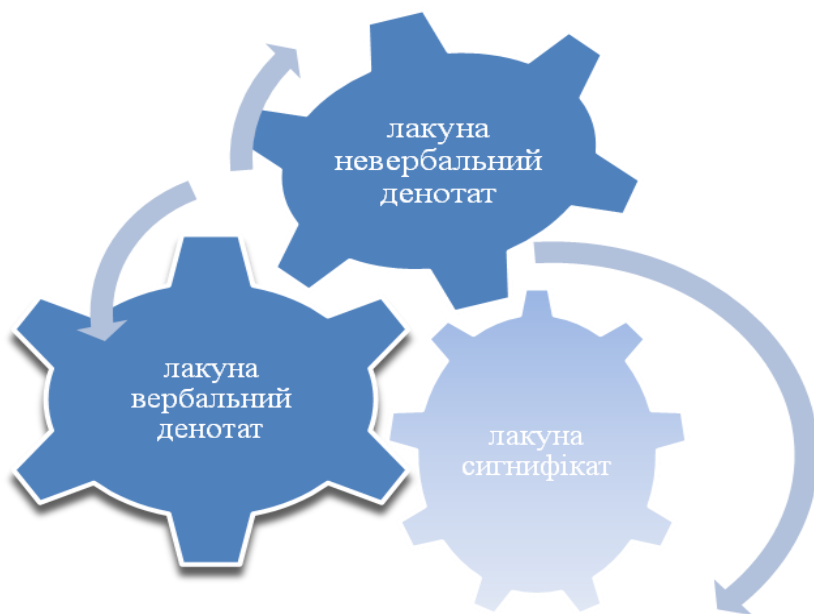 лакуна
невербальний
денотат
лакуна
вербальний
денотат
лакуна
сигнифікат